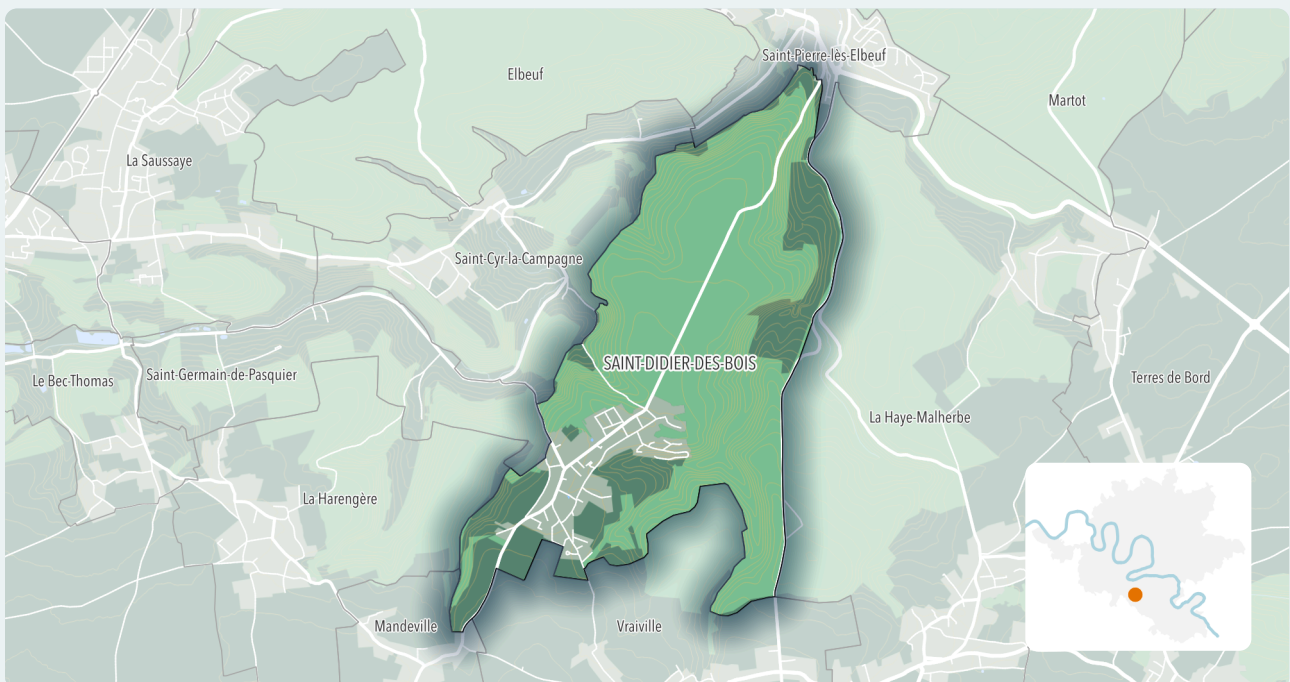 Saint-Pierre-lès-Elbeuf
Elbeuf
Martot
La Saussaye
Saint-Cyr-la-Campagne
SAINT-DIDIER-DES-BOIS
Le Bec-Thomas
Saint-Germain-de-Pasquier
Terres de Bord
La Haye-Malherbe
La Harengère
Mandeville
Vraiville